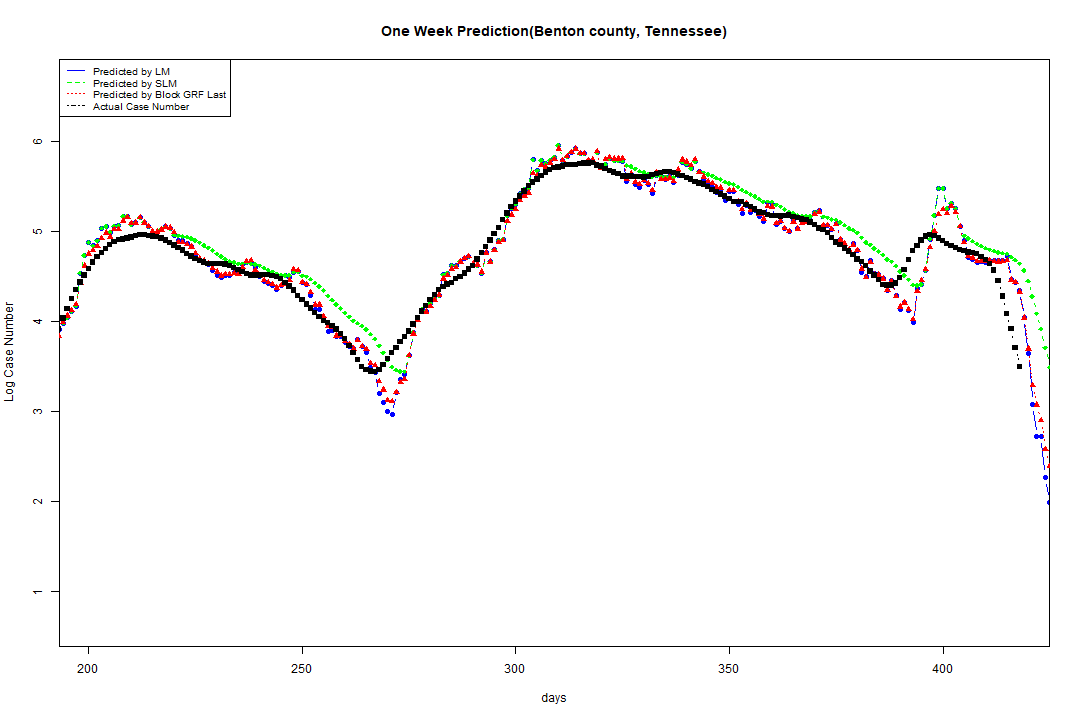 One Week Prediction(Benton county, Tennessee)
Predicted by LM
Predicted by SLM
Predicted by Block GRF Last
Actual Case Number
6
5
4
3
2
1
Log Case Number
200 250 300 350 400
days